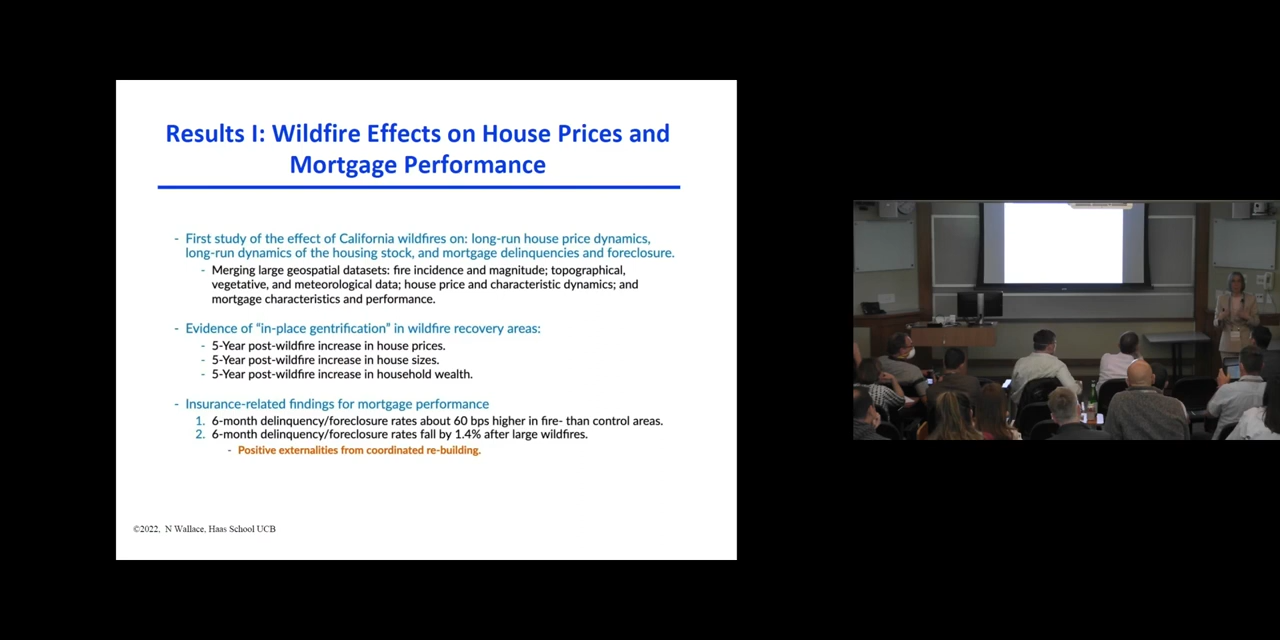 Results I: Wildfire Effects on House Prices and
Mortgage Performance
- First study of the effect of California wildfires on: long-run house price dynamics,
long-run dynamics of the housing stock, and mortgage delinquencies and foreclosure.
- Merging large geospatial datasets: fire incidence and magnitude; topographical,
vegetative, and meteorological data; house price and characteristic dynamics; and
mortgage characteristics and performance.
- Evidence of “in-place gentrification” in wildfire recovery areas:
- 5-Year post-wildfire increase in house prices.
- 5-Year post-wildfire increase in house sizes.
- 5-Year post-wildfire increase in household wealth.
- Insurance-related findings for mortgage performance
1. 6-month delinquency/foreclosure rates about 60 bps higher in fire- than control areas.
2. 6-month delinquency/foreclosure rates fall by 1.4% after large wildfires.
- Positive externalities from coordinated re-building.
©2022, N Wallace, Haas School UCB